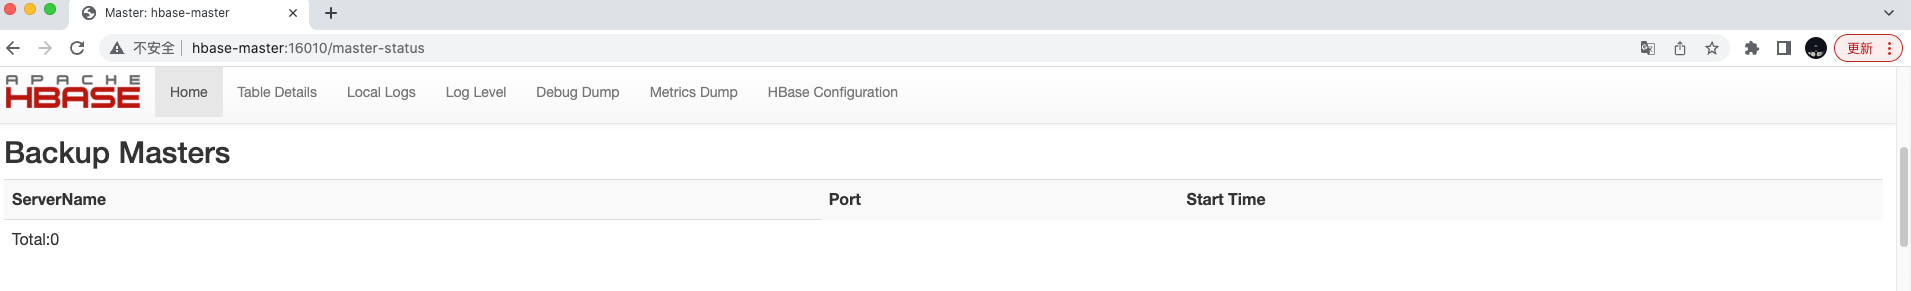 Master: hbase-master
不安全 hbase-master:16010/master-status 更新
APACHE
HBASE
Home Table Details Local Logs Log Level Debug Dump Metrics Dump HBase Configuration
Backup Masters
ServerName Port Start Time
Total:0